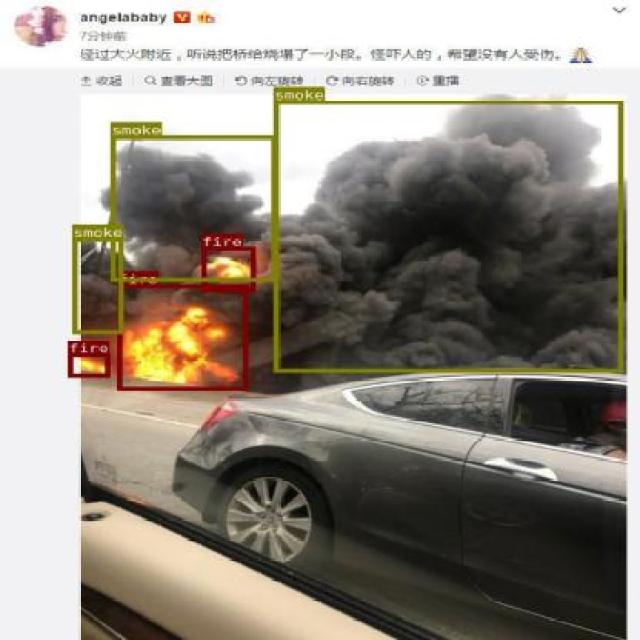 angelababy
7分钟前
经过大火附近，听说把桥给烧塌了一小段。怪吓人的，希望没有人受伤。
收起 查看大图 向左旋转 向右旋转 重播
smoke
smoke
smoke
fire
fire
fire